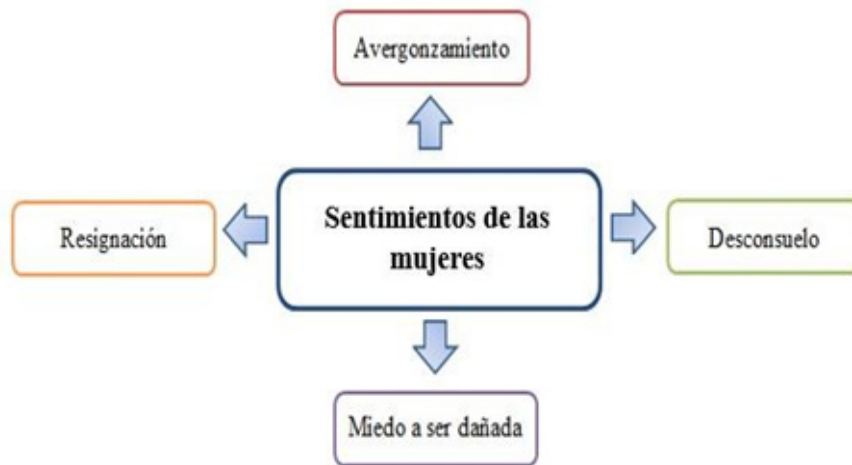 Avergonzamiento
Resignación
Sentimientos de las
mujeres
Desconsuelo
Miedo a ser dañada